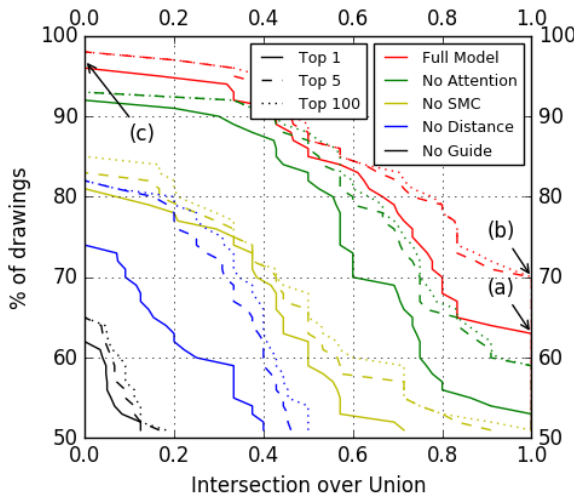 0.0 0.2 0.4 0.6 0.8 1.0
100 100
90 90
80 80
70 70
60 60
50 50
0.0 0.2 0.4 0.6 0.8 1.0
% of drawings
Intersection over Union
Top 1
Top 5
Top 100
Full Model
No Attention
No SMC
No Distance
No Guide
(c)
(b)
(a)